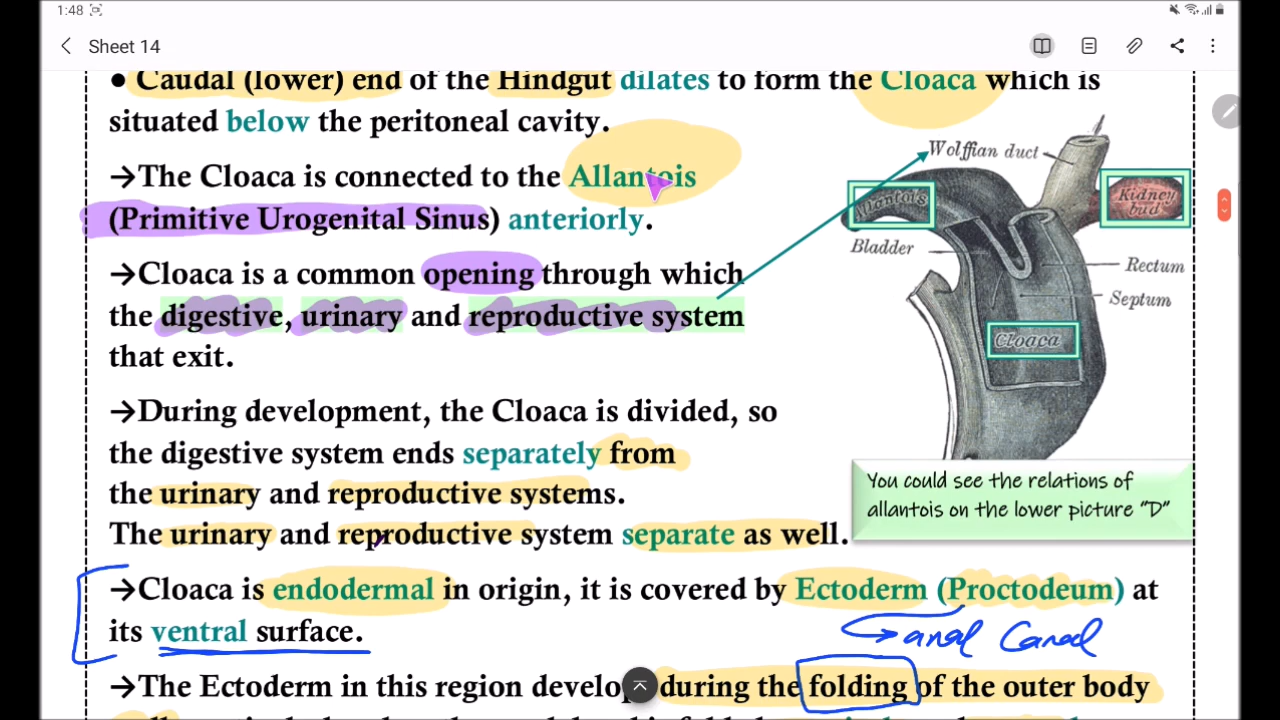 1:48
Sheet 14
● Caudal (lower) end of the Hindgut dilates to form the Cloaca which is
situated below the peritoneal cavity.
→The Cloaca is connected to the Allantois
(Primitive Urogenital Sinus) anteriorly.
→Cloaca is a common opening through which
the digestive, urinary and reproductive system
that exit.
→During development, the Cloaca is divided, so
the digestive system ends separately from
the urinary and reproductive systems.
The urinary and reproductive system separate as well.
Wolffian duct
Allantois
Kidney
bud
Bladder
Rectum
Septum
Cloaca
You could see the relations of
allantois on the lower picture “D”
→Cloaca is endodermal in origin, it is covered by Ectoderm (Proctodeum) at
its ventral surface.
→ anal Canal
→The Ectoderm in this region develo during the folding of the outer body